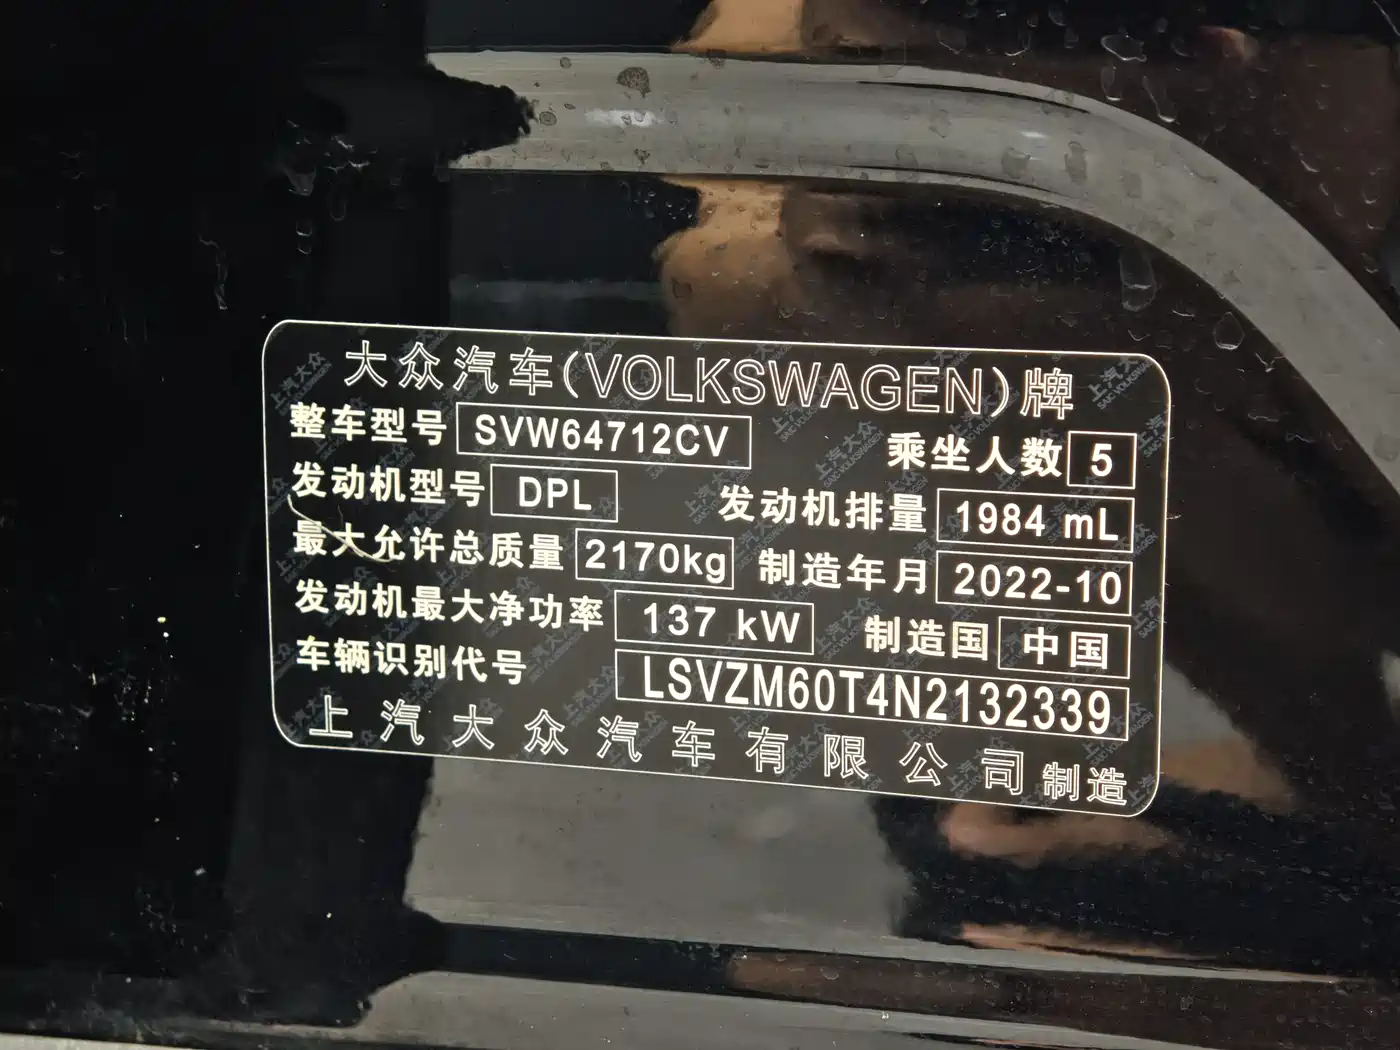 大众汽车(VOLKSWAGEN)牌
整车型号 SVW64712CV 乘坐人数 5
发动机型号 DPL 发动机排量 1984 mL
最大允许总质量 2170kg 制造年月 2022-10
发动机最大净功率 137 kW 制造国 中国
车辆识别代号 LSVZM60T4N2132339
上汽大众汽车有限公司制造